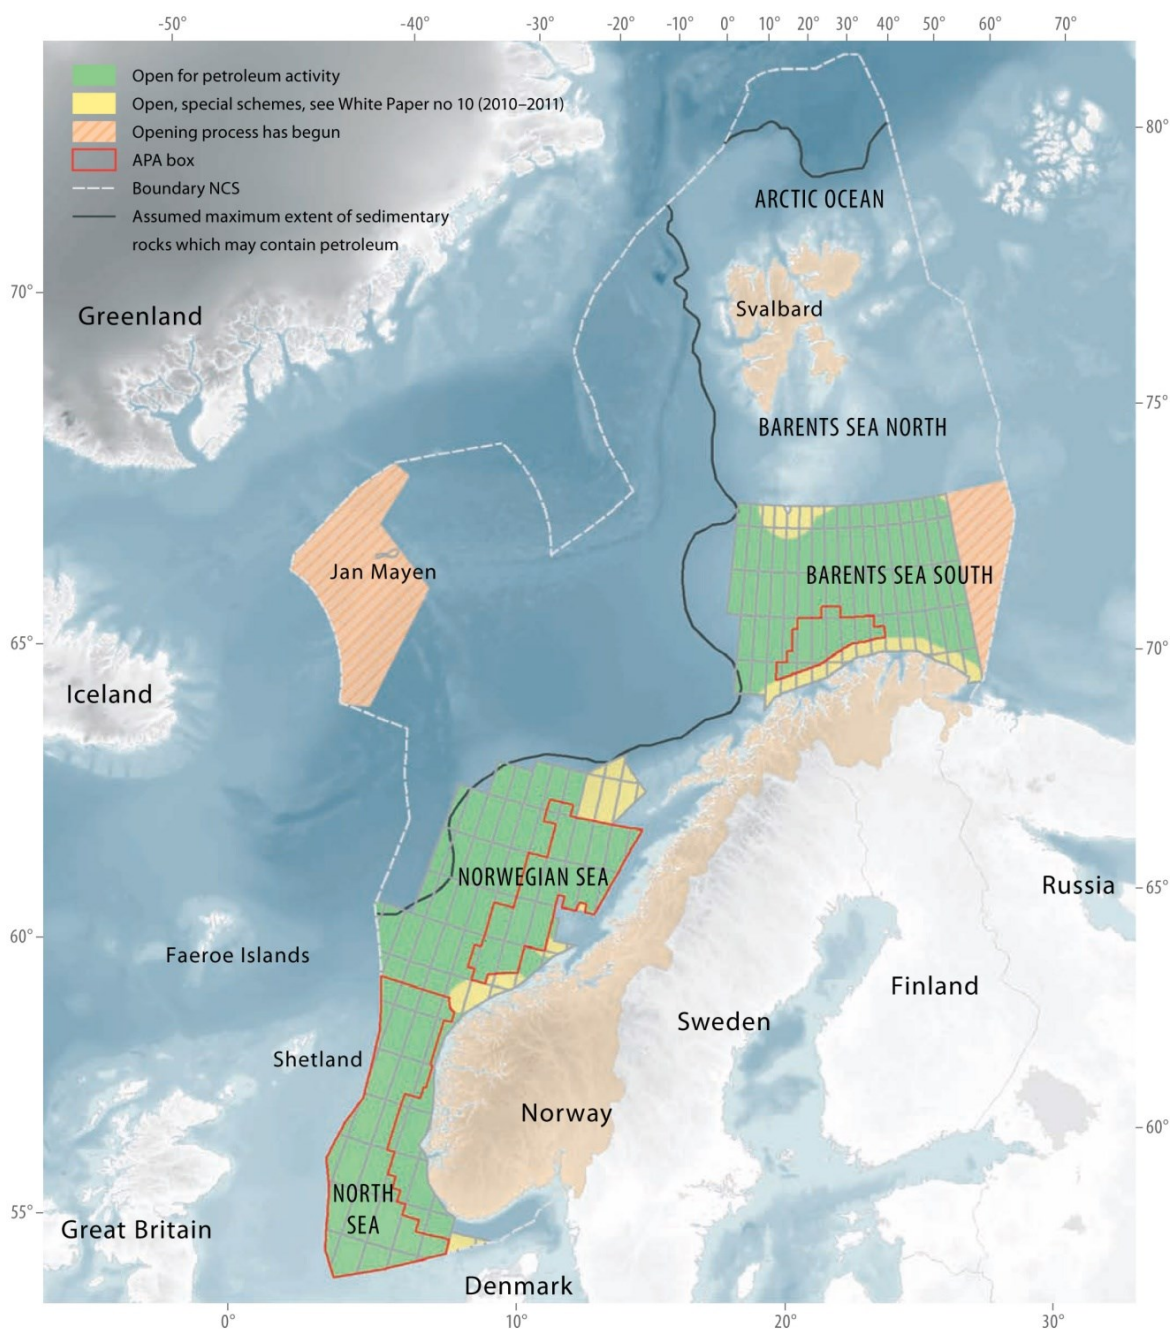 -50° -40° -30° -20° -10° 0° 10° 20° 30° 40° 50° 60° 70°
Open for petroleum activity
Open, special schemes, see White Paper no 10 (2010–2011)
Opening process has begun
APA box
Boundary NCS
Assumed maximum extent of sedimentary
rocks which may contain petroleum
80°
ARCTIC OCEAN
70°
Greenland
Svalbard
75°
BARENTS SEA NORTH
Jan Mayen
BARENTS SEA SOUTH
65°
70°
Iceland
NORWEGIAN SEA
Russia
65°
60°
Faeroe Islands
Finland
Sweden
Shetland
Norway
60°
NORTH
SEA
55°
Great Britain
Denmark
0° 10° 20° 30°